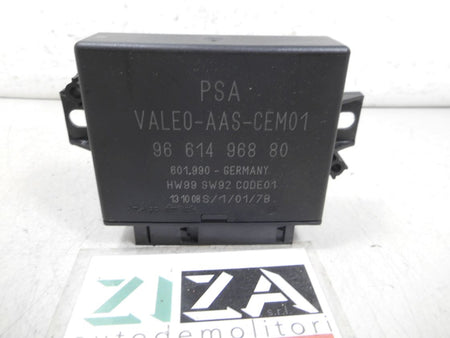 PSA
VALEO-AAS-CEM01
96 614 968 80
601.990 - GERMANY
HW99 SW92 CODE01
131008S/1/01/79
ZIZA
s.r.l.
autodemolitori